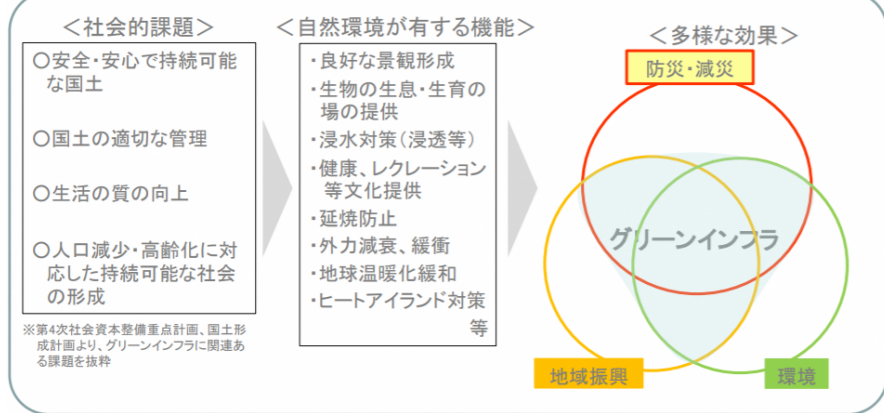 ＜社会的課題＞
○安全・安心で持続可能
な国土
○国土の適切な管理
○生活の質の向上
○人口減少・高齢化に対
応した持続可能な社会
の形成
※第4次社会資本整備重点計画、国土形
成計画より、グリーンインフラに関連あ
る課題を抜粋
＜自然環境が有する機能＞
・良好な景観形成
・生物の生息・生育の
場の提供
・浸水対策（浸透等）
・健康、レクレーション
等文化提供
・延焼防止
・外力減衰、緩衝
・地球温暖化緩和
・ヒートアイランド対策
等
＜多様な効果＞
防災・減災
グリーンインフラ
地域振興
環境